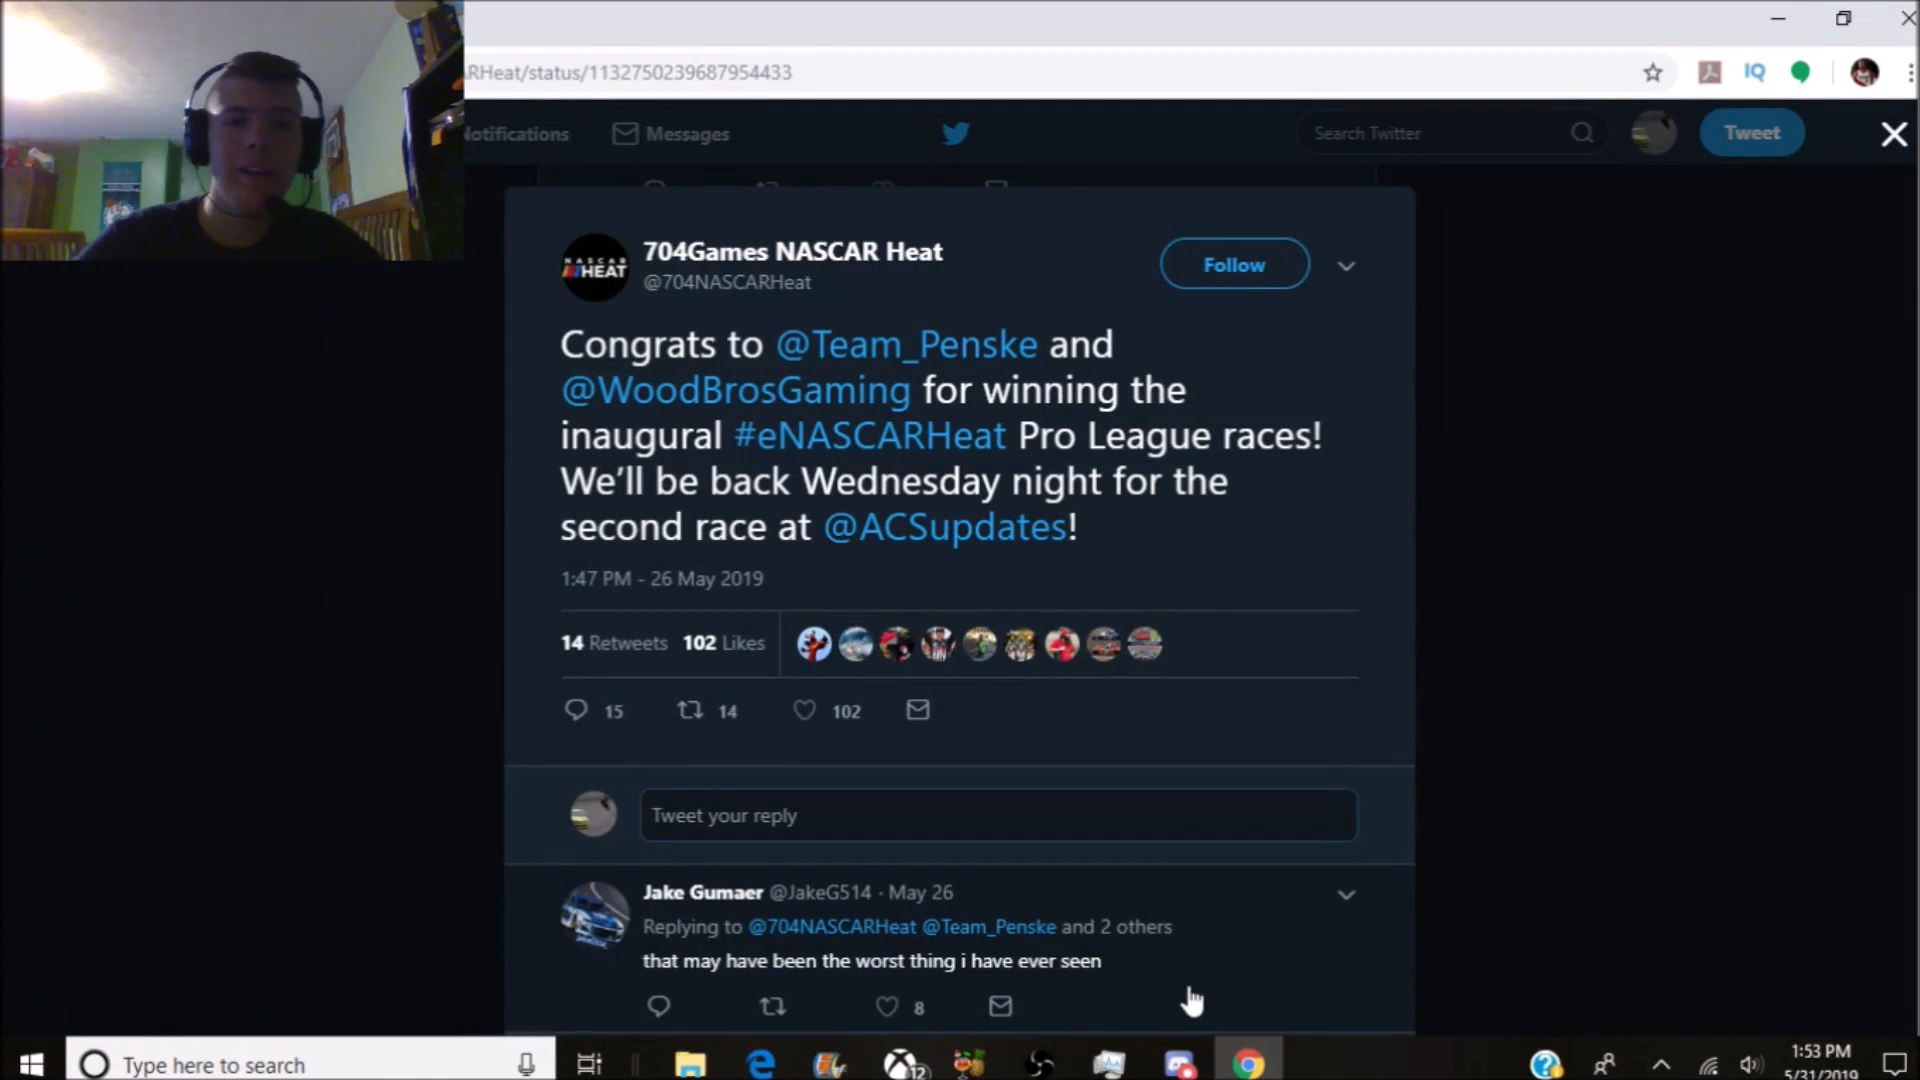 RHeat/status/1132750239687954433
IQ
Notifications
Messages
Search Twitter
Tweet
NASCAR
HEAT
704Games NASCAR Heat
@704NASCARHeat
Follow
Congrats to @Team_Penske and
@WoodBrosGaming for winning the
inaugural #eNASCARHeat Pro League races!
We’ll be back Wednesday night for the
second race at @ACSupdates!
1:47 PM - 26 May 2019
14 Retweets 102 Likes
15 14 102
Tweet your reply
Jake Gumaer @JakeG514 · May 26
Replying to @704NASCARHeat @Team_Penske and 2 others
that may have been the worst thing i have ever seen
8
Type here to search
12
1:53 PM
5/31/2019